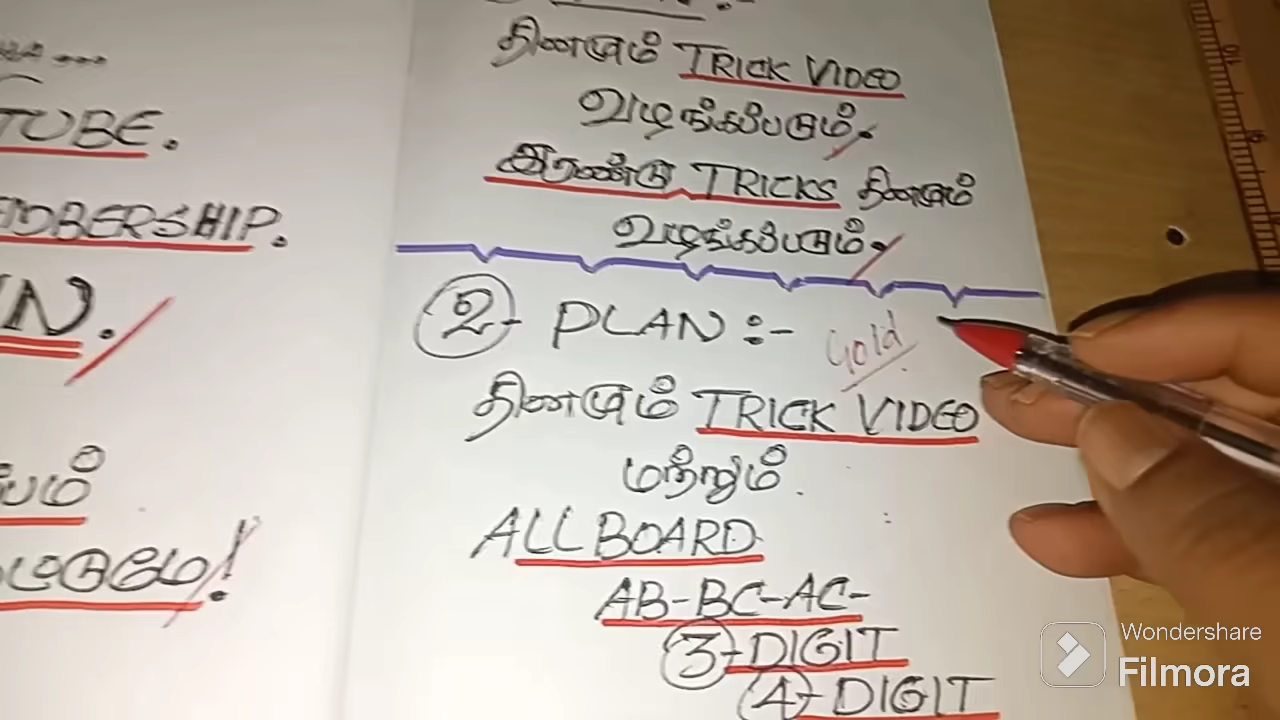 TUBE.
MBERSHIP.
N.
தினமும் TRICK VIDEO
வழங்கப்படும்.
இரண்டு TRICKS தினமும்
வழங்கப்படும்.
2- PLAN :- Gold
தினமும் TRICK VIDEO
மற்றும்.
ALL BOARD
AB-BC-AC-
3-DIGIT
4-DIGIT
Wondershare
Filmora